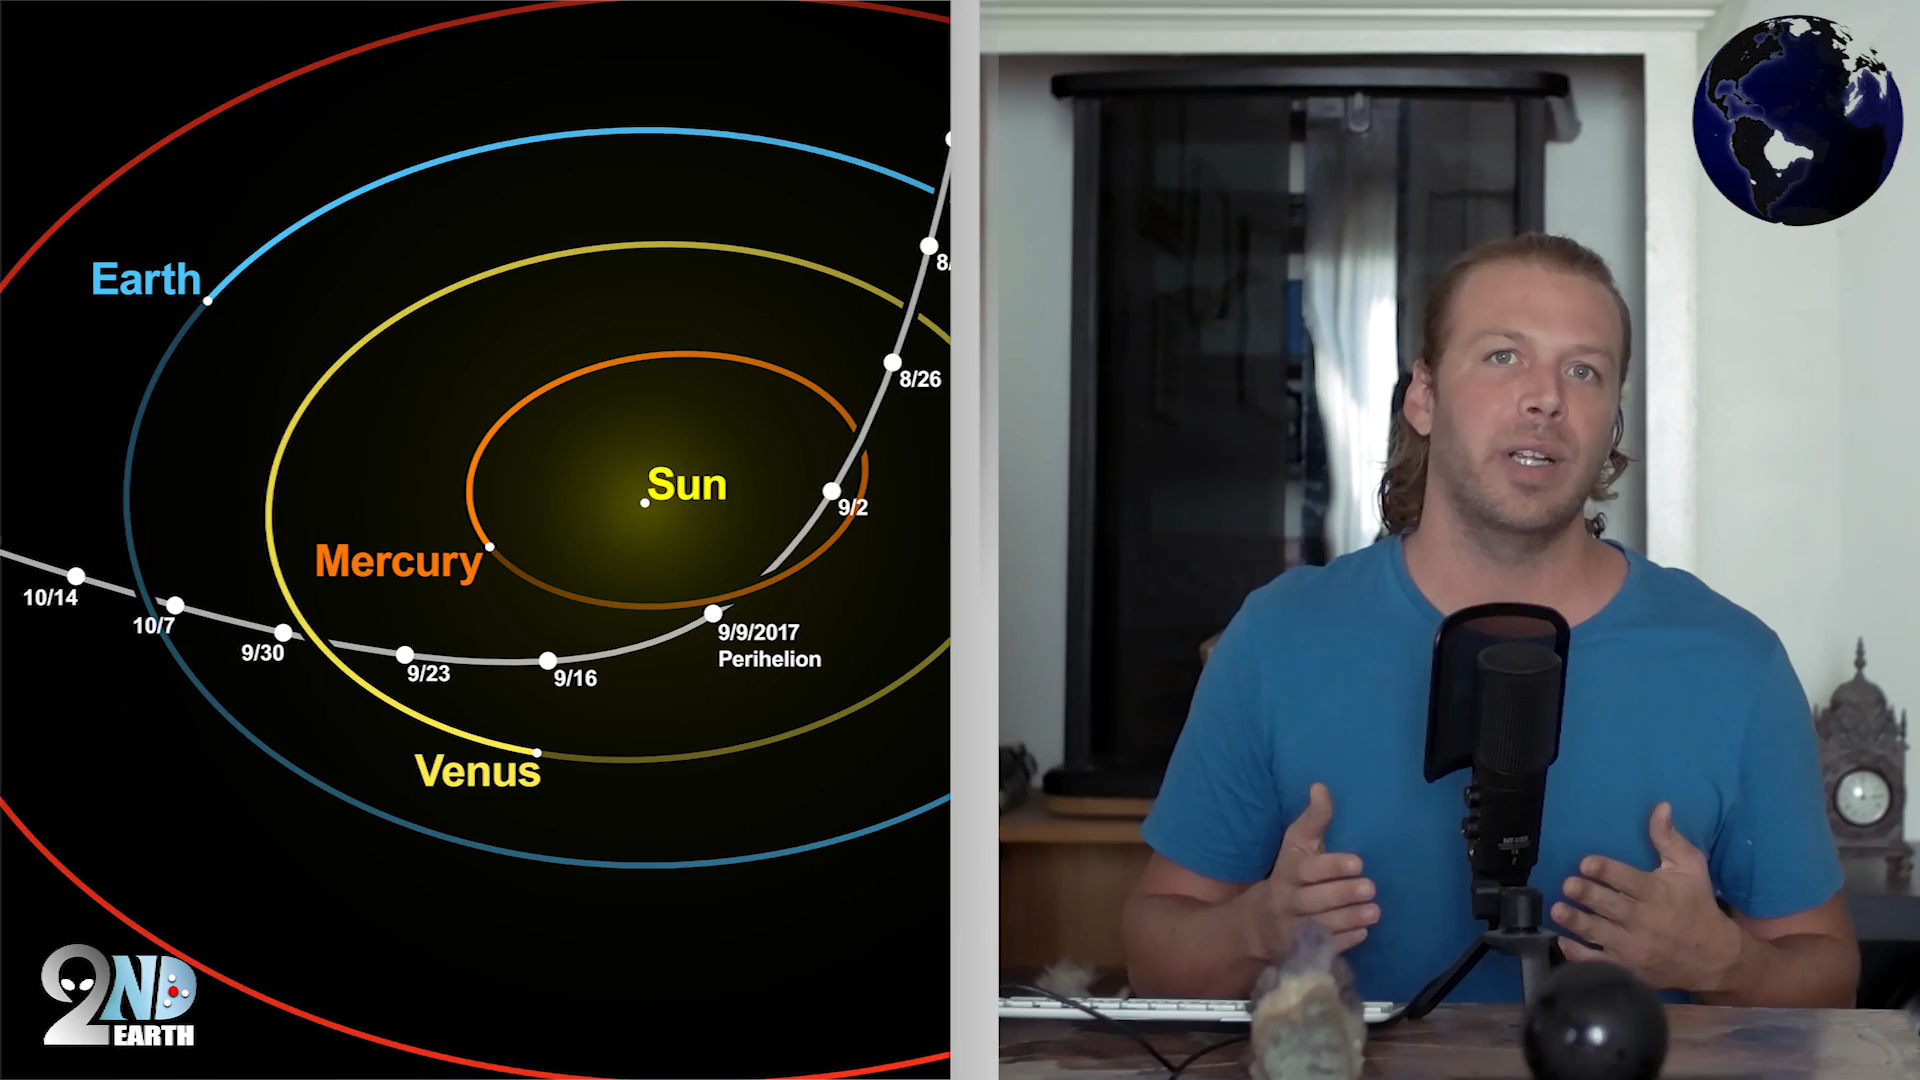 Earth
8/
8/26
Sun
9/2
Mercury
10/14
10/7
9/30
9/23
9/16
9/9/2017
Perihelion
Venus
2ND
EARTH